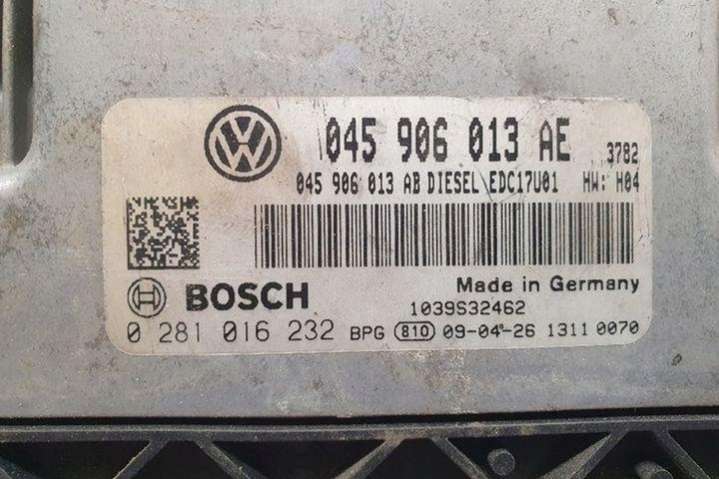 045 906 013 AE 3782
045 906 013 AB DIESEL EDC17U01 HW: H04
Made in Germany
BOSCH 1039S32462
0 281 016 232 BPG 810 09-04-26 1311 0070